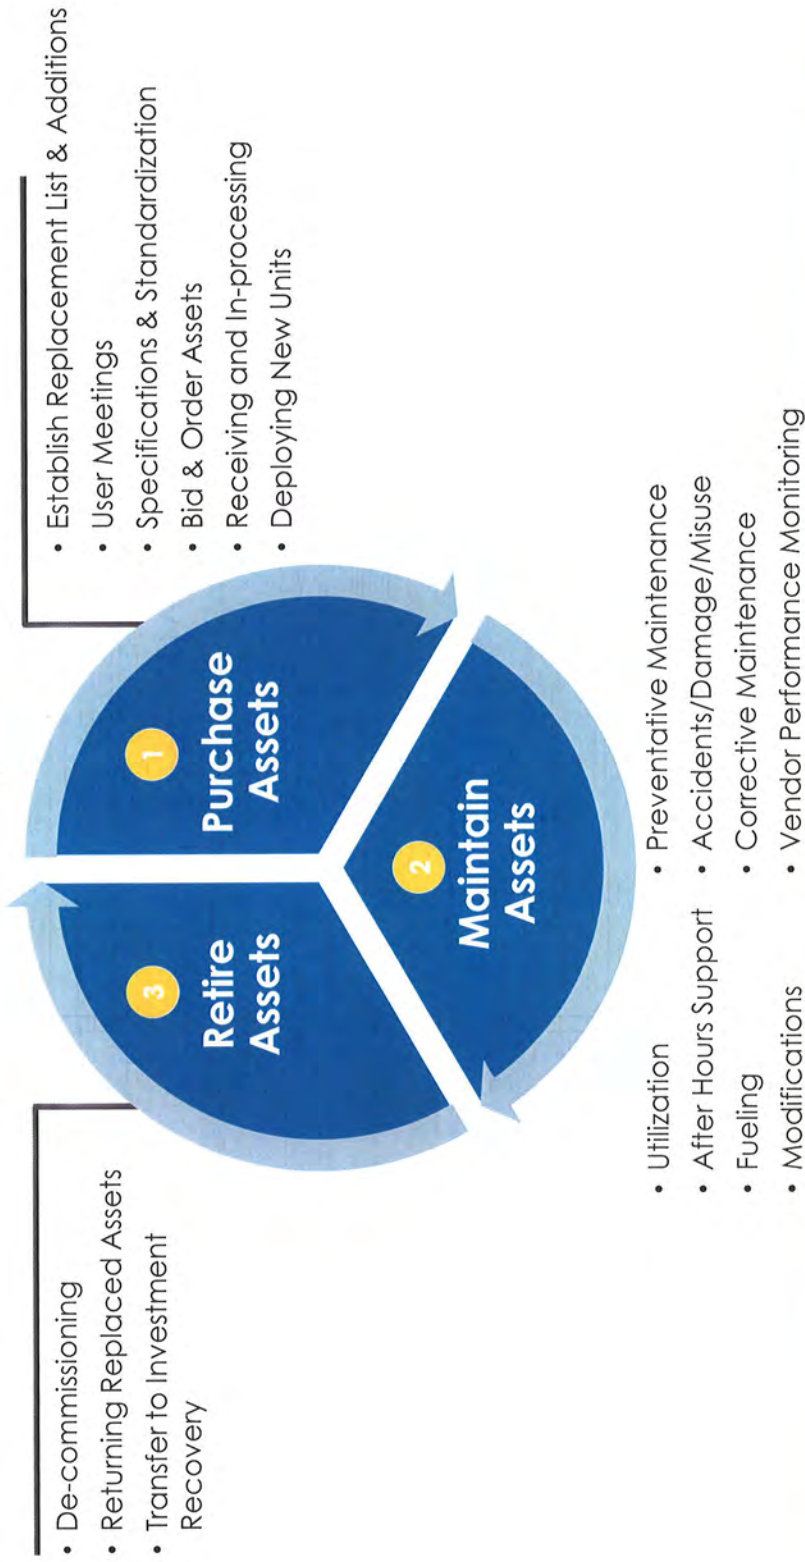 • De-commissioning
• Returning Replaced Assets
• Transfer to Investment
Recovery
3
Retire
Assets
1
Purchase
Assets
• Establish Replacement List & Additions
• User Meetings
• Specifications & Standardization
• Bid & Order Assets
• Receiving and In-processing
• Deploying New Units
2
Maintain
Assets
• Utilization
• After Hours Support
• Fueling
• Modifications
• Preventative Maintenance
• Accidents/Damage/Misuse
• Corrective Maintenance
• Vendor Performance Monitoring